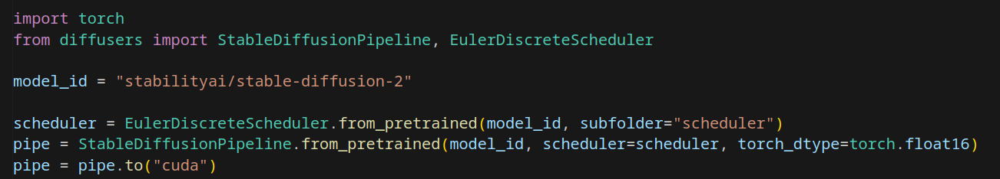 import torch
from diffusers import StableDiffusionPipeline, EulerDiscreteScheduler
model_id = "stabilityai/stable-diffusion-2"
scheduler = EulerDiscreteScheduler.from_pretrained(model_id, subfolder="scheduler")
pipe = StableDiffusionPipeline.from_pretrained(model_id, scheduler=scheduler, torch_dtype=torch.float16)
pipe = pipe.to("cuda")